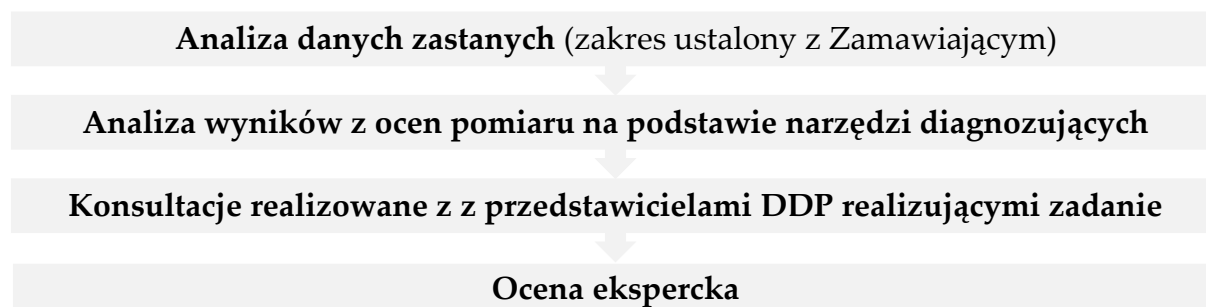 Analiza danych zastanych (zakres ustalony z Zamawiającym)
Analiza wyników z ocen pomiaru na podstawie narzędzi diagnozujących
Konsultacje realizowane z z przedstawicielami DDP realizującymi zadanie
Ocena ekspercka